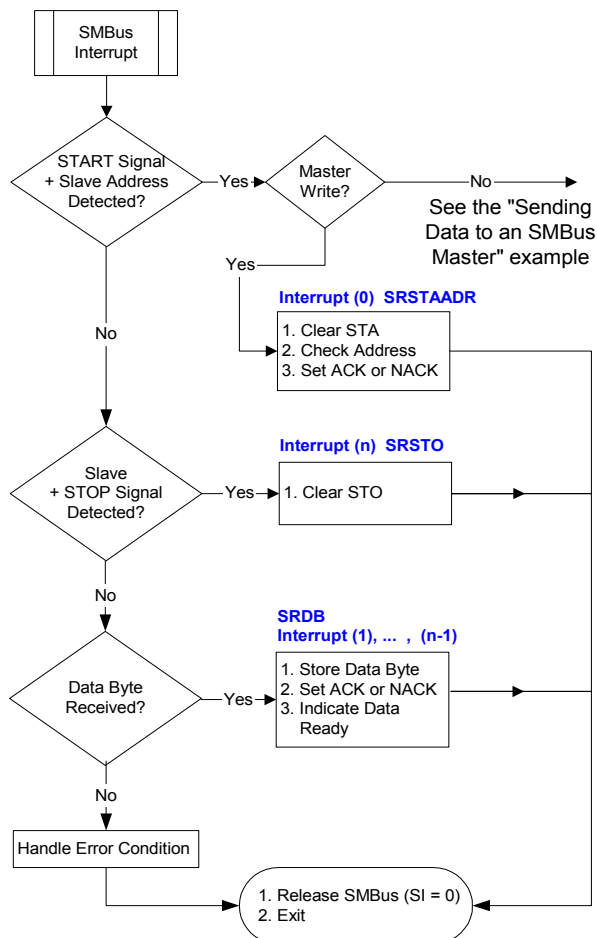 SMBus
Interrupt
START Signal
+ Slave Address
Detected?
Yes
Master
Write?
No
See the "Sending
Data to an SMBus
Master" example
Yes
Interrupt (0) SRSTAADR
1. Clear STA
2. Check Address
3. Set ACK or NACK
No
Slave
+ STOP Signal
Detected?
Yes
Interrupt (n) SRSTO
1. Clear STO
No
Data Byte
Received?
Yes
SRDB
Interrupt (1), ... , (n-1)
1. Store Data Byte
2. Set ACK or NACK
3. Indicate Data
Ready
No
Handle Error Condition
1. Release SMBus (SI = 0)
2. Exit